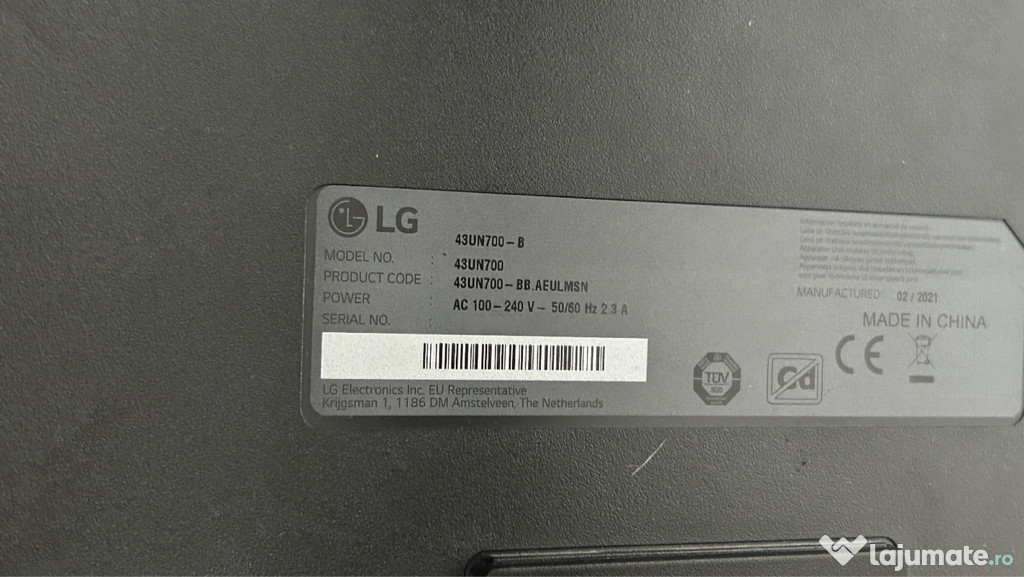 LG
43UN700-B
MODEL NO. : 43UN700
PRODUCT CODE : 43UN700-BB.AEULMSN
POWER : AC 100-240 V ~ 50/60 Hz 2.3 A
SERIAL NO. :
LG Electronics Inc. EU Representative
Krijgsman 1, 1186 DM Amstelveen, The Netherlands
MANUFACTURED: 02 / 2021
MADE IN CHINA
TÜV
SÜD
Cd
CE
lajumate.ro